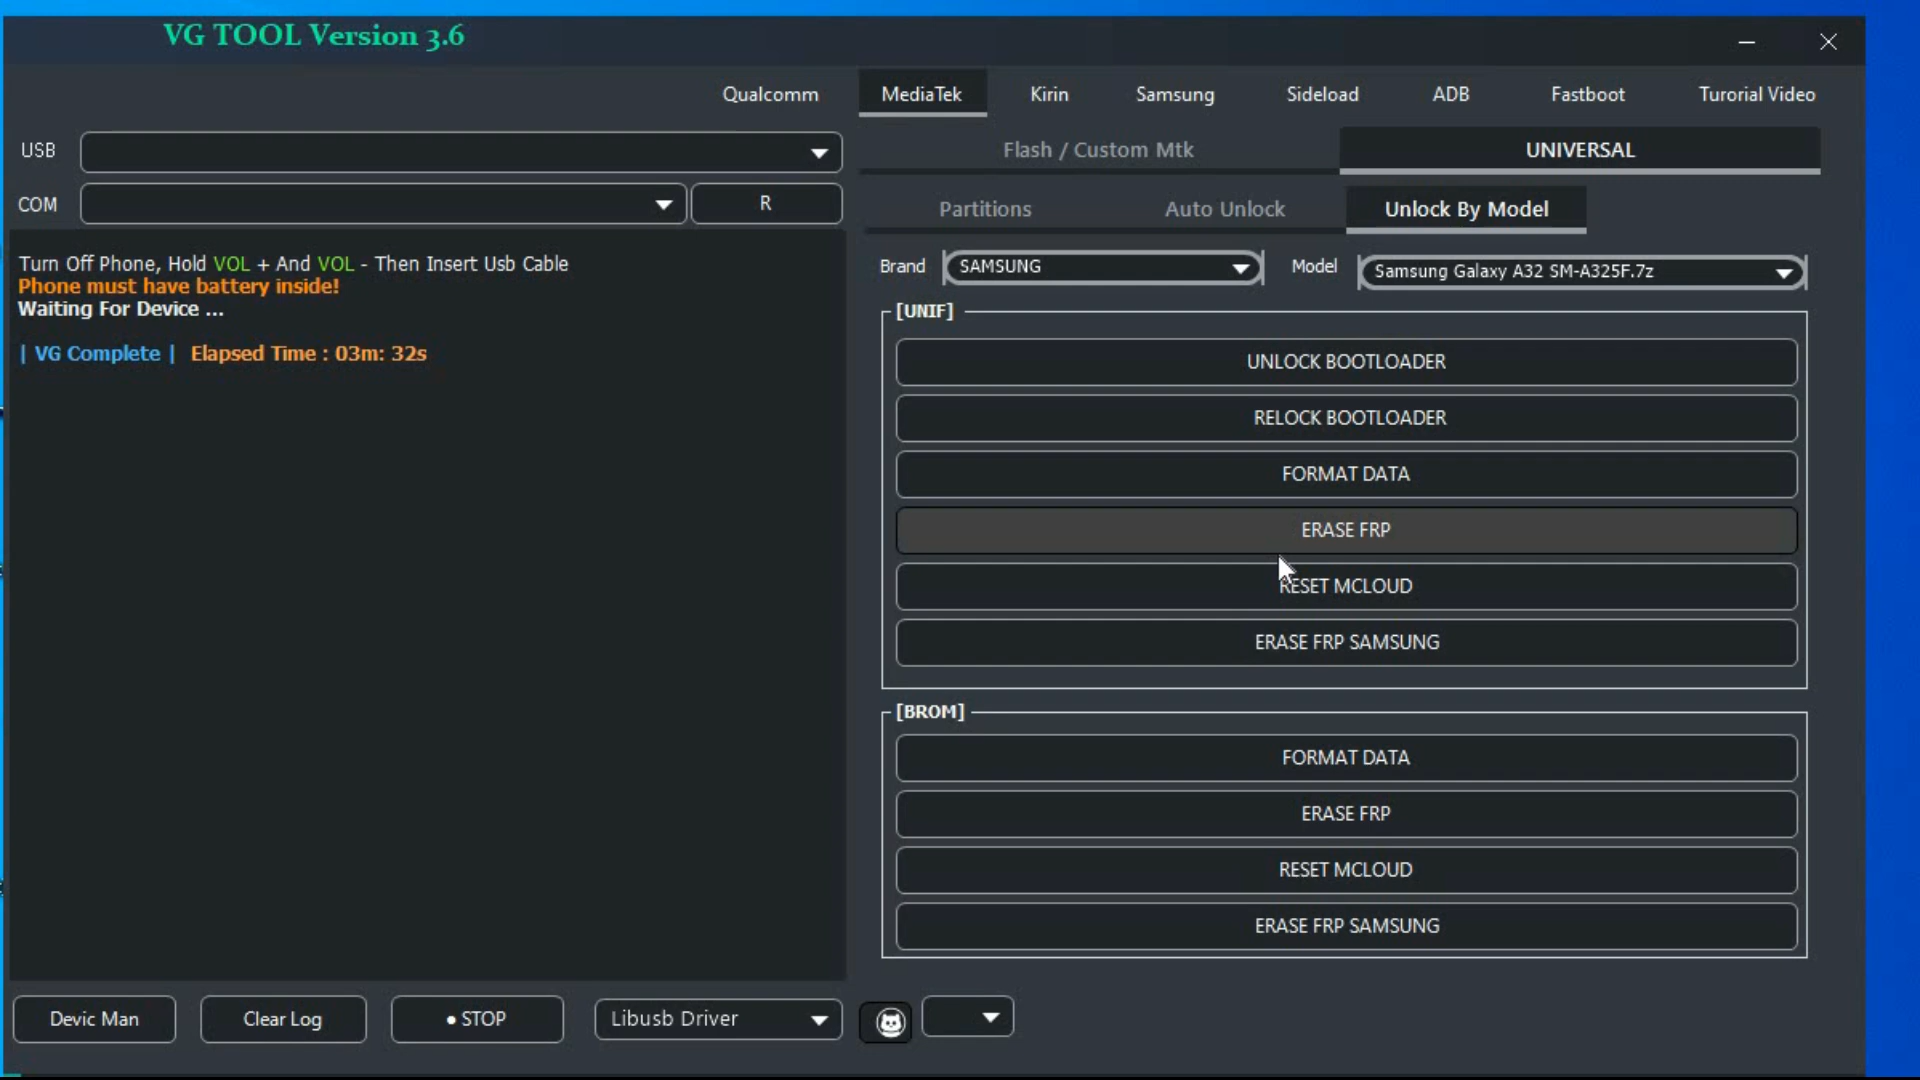 VG TOOL Version 3.6
Qualcomm MediaTek Kirin Samsung Sideload ADB Fastboot Turorial Video
USB
COM R
Flash / Custom Mtk UNIVERSAL
Partitions Auto Unlock Unlock By Model
Brand SAMSUNG Model Samsung Galaxy A32 SM-A325F.7z
Turn Off Phone, Hold VOL + And VOL - Then Insert Usb Cable
Phone must have battery inside!
Waiting For Device ...
| VG Complete | Elapsed Time : 03m: 32s
[UNIF]
UNLOCK BOOTLOADER
RELOCK BOOTLOADER
FORMAT DATA
ERASE FRP
RESET MCLOUD
ERASE FRP SAMSUNG
[BROM]
FORMAT DATA
ERASE FRP
RESET MCLOUD
ERASE FRP SAMSUNG
Devic Man Clear Log • STOP Libusb Driver